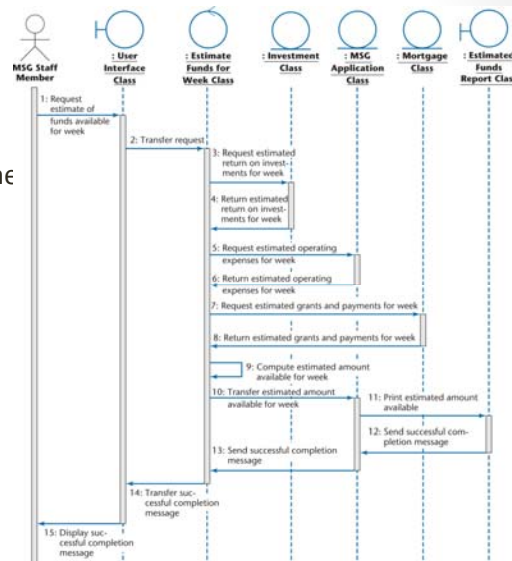 MSG Staff
Member
: User
Interface
Class
: Estimate
Funds for
Week Class
: Investment
Class
: MSG
Application
Class
: Mortgage
Class
: Estimated
Funds
Report Class
1: Request
estimate of
funds available
for week
2: Transfer request
3: Request estimated
return on invest-
ments for week
4: Return estimated
return on invest-
ments for week
5: Request estimated operating
expenses for week
6: Return estimated operating
expenses for week
7: Request estimated grants and payments for week
8: Return estimated grants and payments for week
9: Compute estimated amount
available for week
10: Transfer estimated amount
available for week
11: Print estimated amount
available
12: Send successful com-
pletion message
13: Send successful completion
message
14: Transfer suc-
cessful completion
message
15: Display suc-
cessful completion
message